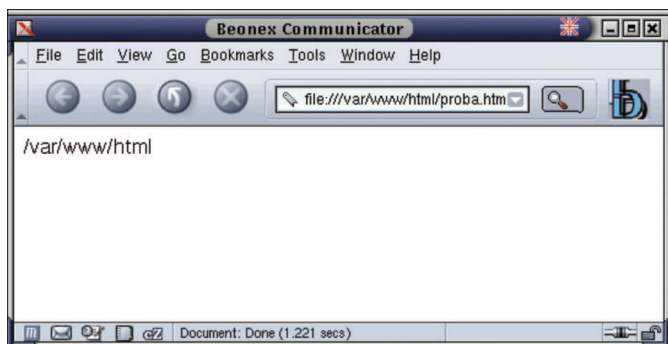 Beonex Communicator
File Edit View Go Bookmarks Tools Window Help
file:///var/www/html/proba.htm
/var/www/html
Document: Done (1.221 secs)